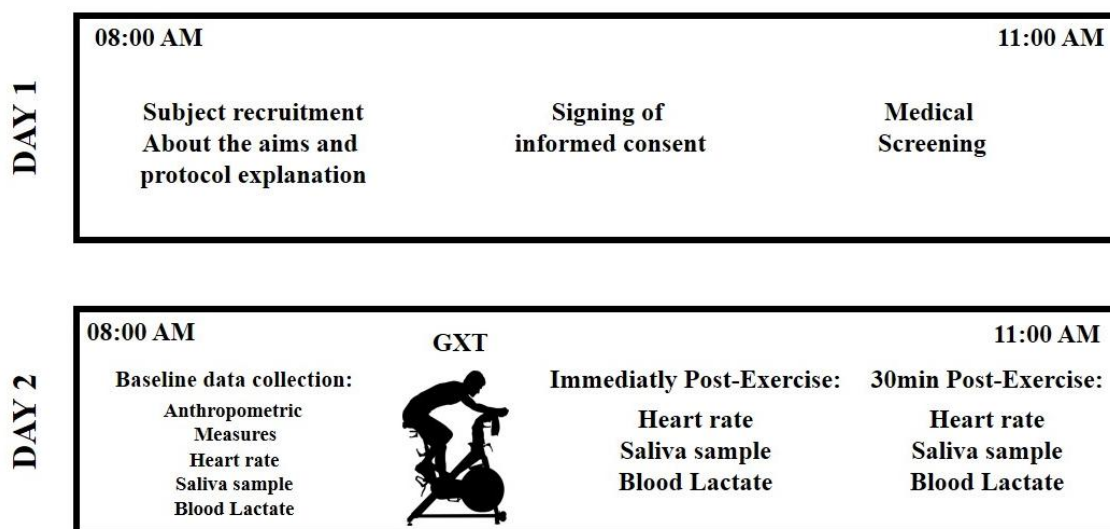 DAY 1
08:00 AM
11:00 AM
Subject recruitment
About the aims and
protocol explanation
Signing of
informed consent
Medical
Screening
DAY 2
08:00 AM
GXT
11:00 AM
Baseline data collection:
Anthropometric
Measures
Heart rate
Saliva sample
Blood Lactate
Immediatly Post-Exercise:
Heart rate
Saliva sample
Blood Lactate
30min Post-Exercise:
Heart rate
Saliva sample
Blood Lactate